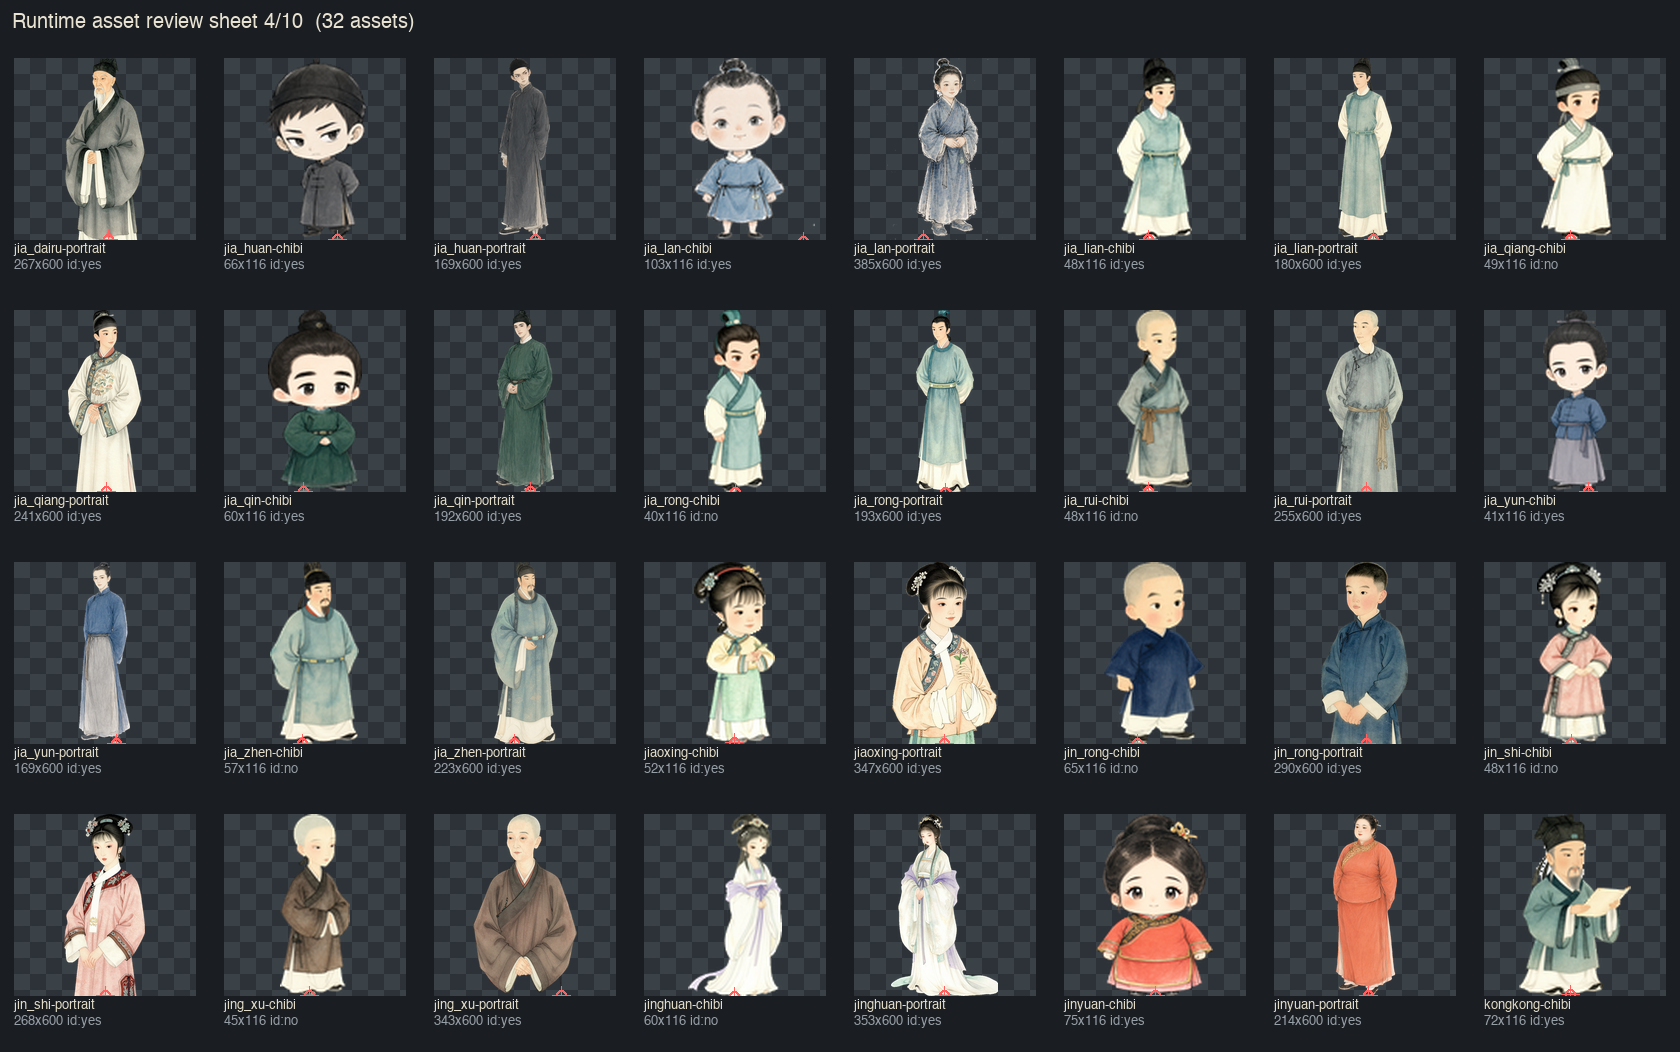 Runtime asset review sheet 4/10 (32 assets)
jia_dairu-portrait
267x600 id:yes
jia_huan-chibi
66x116 id:yes
jia_huan-portrait
169x600 id:yes
jia_lan-chibi
103x116 id:yes
jia_lan-portrait
385x600 id:yes
jia_lian-chibi
48x116 id:yes
jia_lian-portrait
180x600 id:yes
jia_qiang-chibi
49x116 id:no
jia_qiang-portrait
241x600 id:yes
jia_qin-chibi
60x116 id:yes
jia_qin-portrait
192x600 id:yes
jia_rong-chibi
40x116 id:no
jia_rong-portrait
193x600 id:yes
jia_rui-chibi
48x116 id:no
jia_rui-portrait
255x600 id:yes
jia_yun-chibi
41x116 id:yes
jia_yun-portrait
169x600 id:yes
jia_zhen-chibi
57x116 id:no
jia_zhen-portrait
223x600 id:yes
jiaoxing-chibi
52x116 id:yes
jiaoxing-portrait
347x600 id:yes
jin_rong-chibi
65x116 id:no
jin_rong-portrait
290x600 id:yes
jin_shi-chibi
48x116 id:no
jin_shi-portrait
268x600 id:yes
jing_xu-chibi
45x116 id:no
jing_xu-portrait
343x600 id:yes
jinghuan-chibi
60x116 id:no
jinghuan-portrait
353x600 id:yes
jinyuan-chibi
75x116 id:yes
jinyuan-portrait
214x600 id:yes
kongkong-chibi
72x116 id:yes